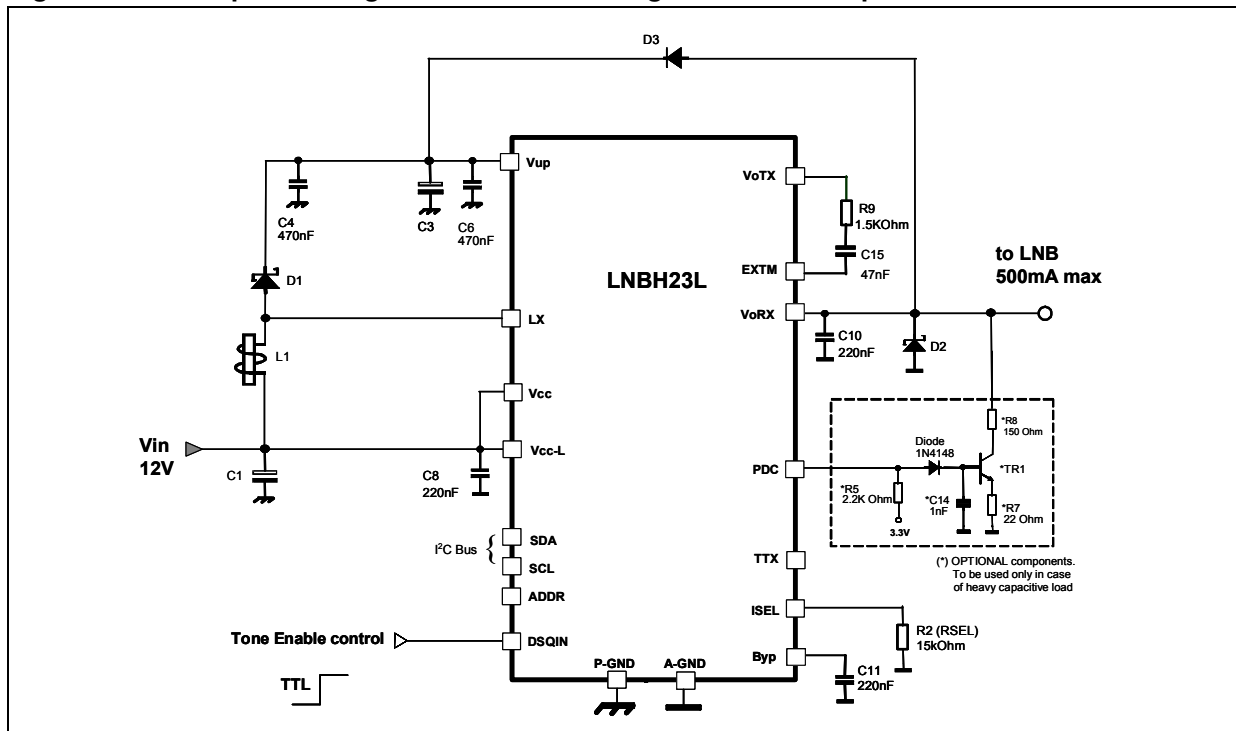 D3
Vup
C4
470nF
C3
C6
470nF
D1
LX
L1
Vcc
Vin
12V
Vcc-L
C1
C8
220nF
I²C Bus {
SDA
SCL
ADDR
Tone Enable control
DSQIN
TTL
P-GND
A-GND
LNBH23L
VoTX
R9
1.5KOhm
C15
47nF
EXTM
to LNB
500mA max
VoRX
C10
220nF
D2
*R8
150 Ohm
Diode
1N4148
*TR1
PDC
*R5
2.2K Ohm
*C14
1nF
*R7
22 Ohm
3.3V
TTX
(*) OPTIONAL components.
To be used only in case
of heavy capacitive load
ISEL
R2 (RSEL)
15kOhm
Byp
C11
220nF